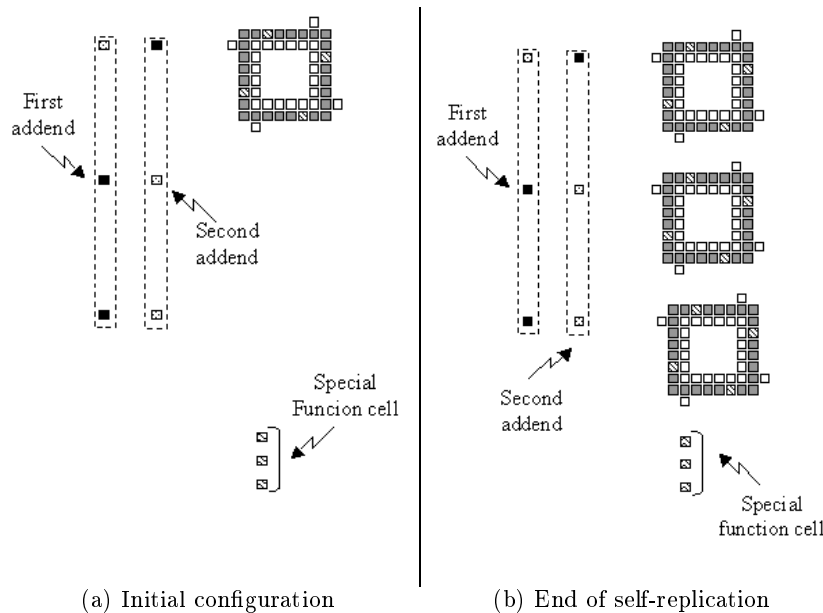 First
addend
Second
addend
Special
Funcion cell
(a) Initial configuration
First
addend
Second
addend
Special
function cell
(b) End of self-replication